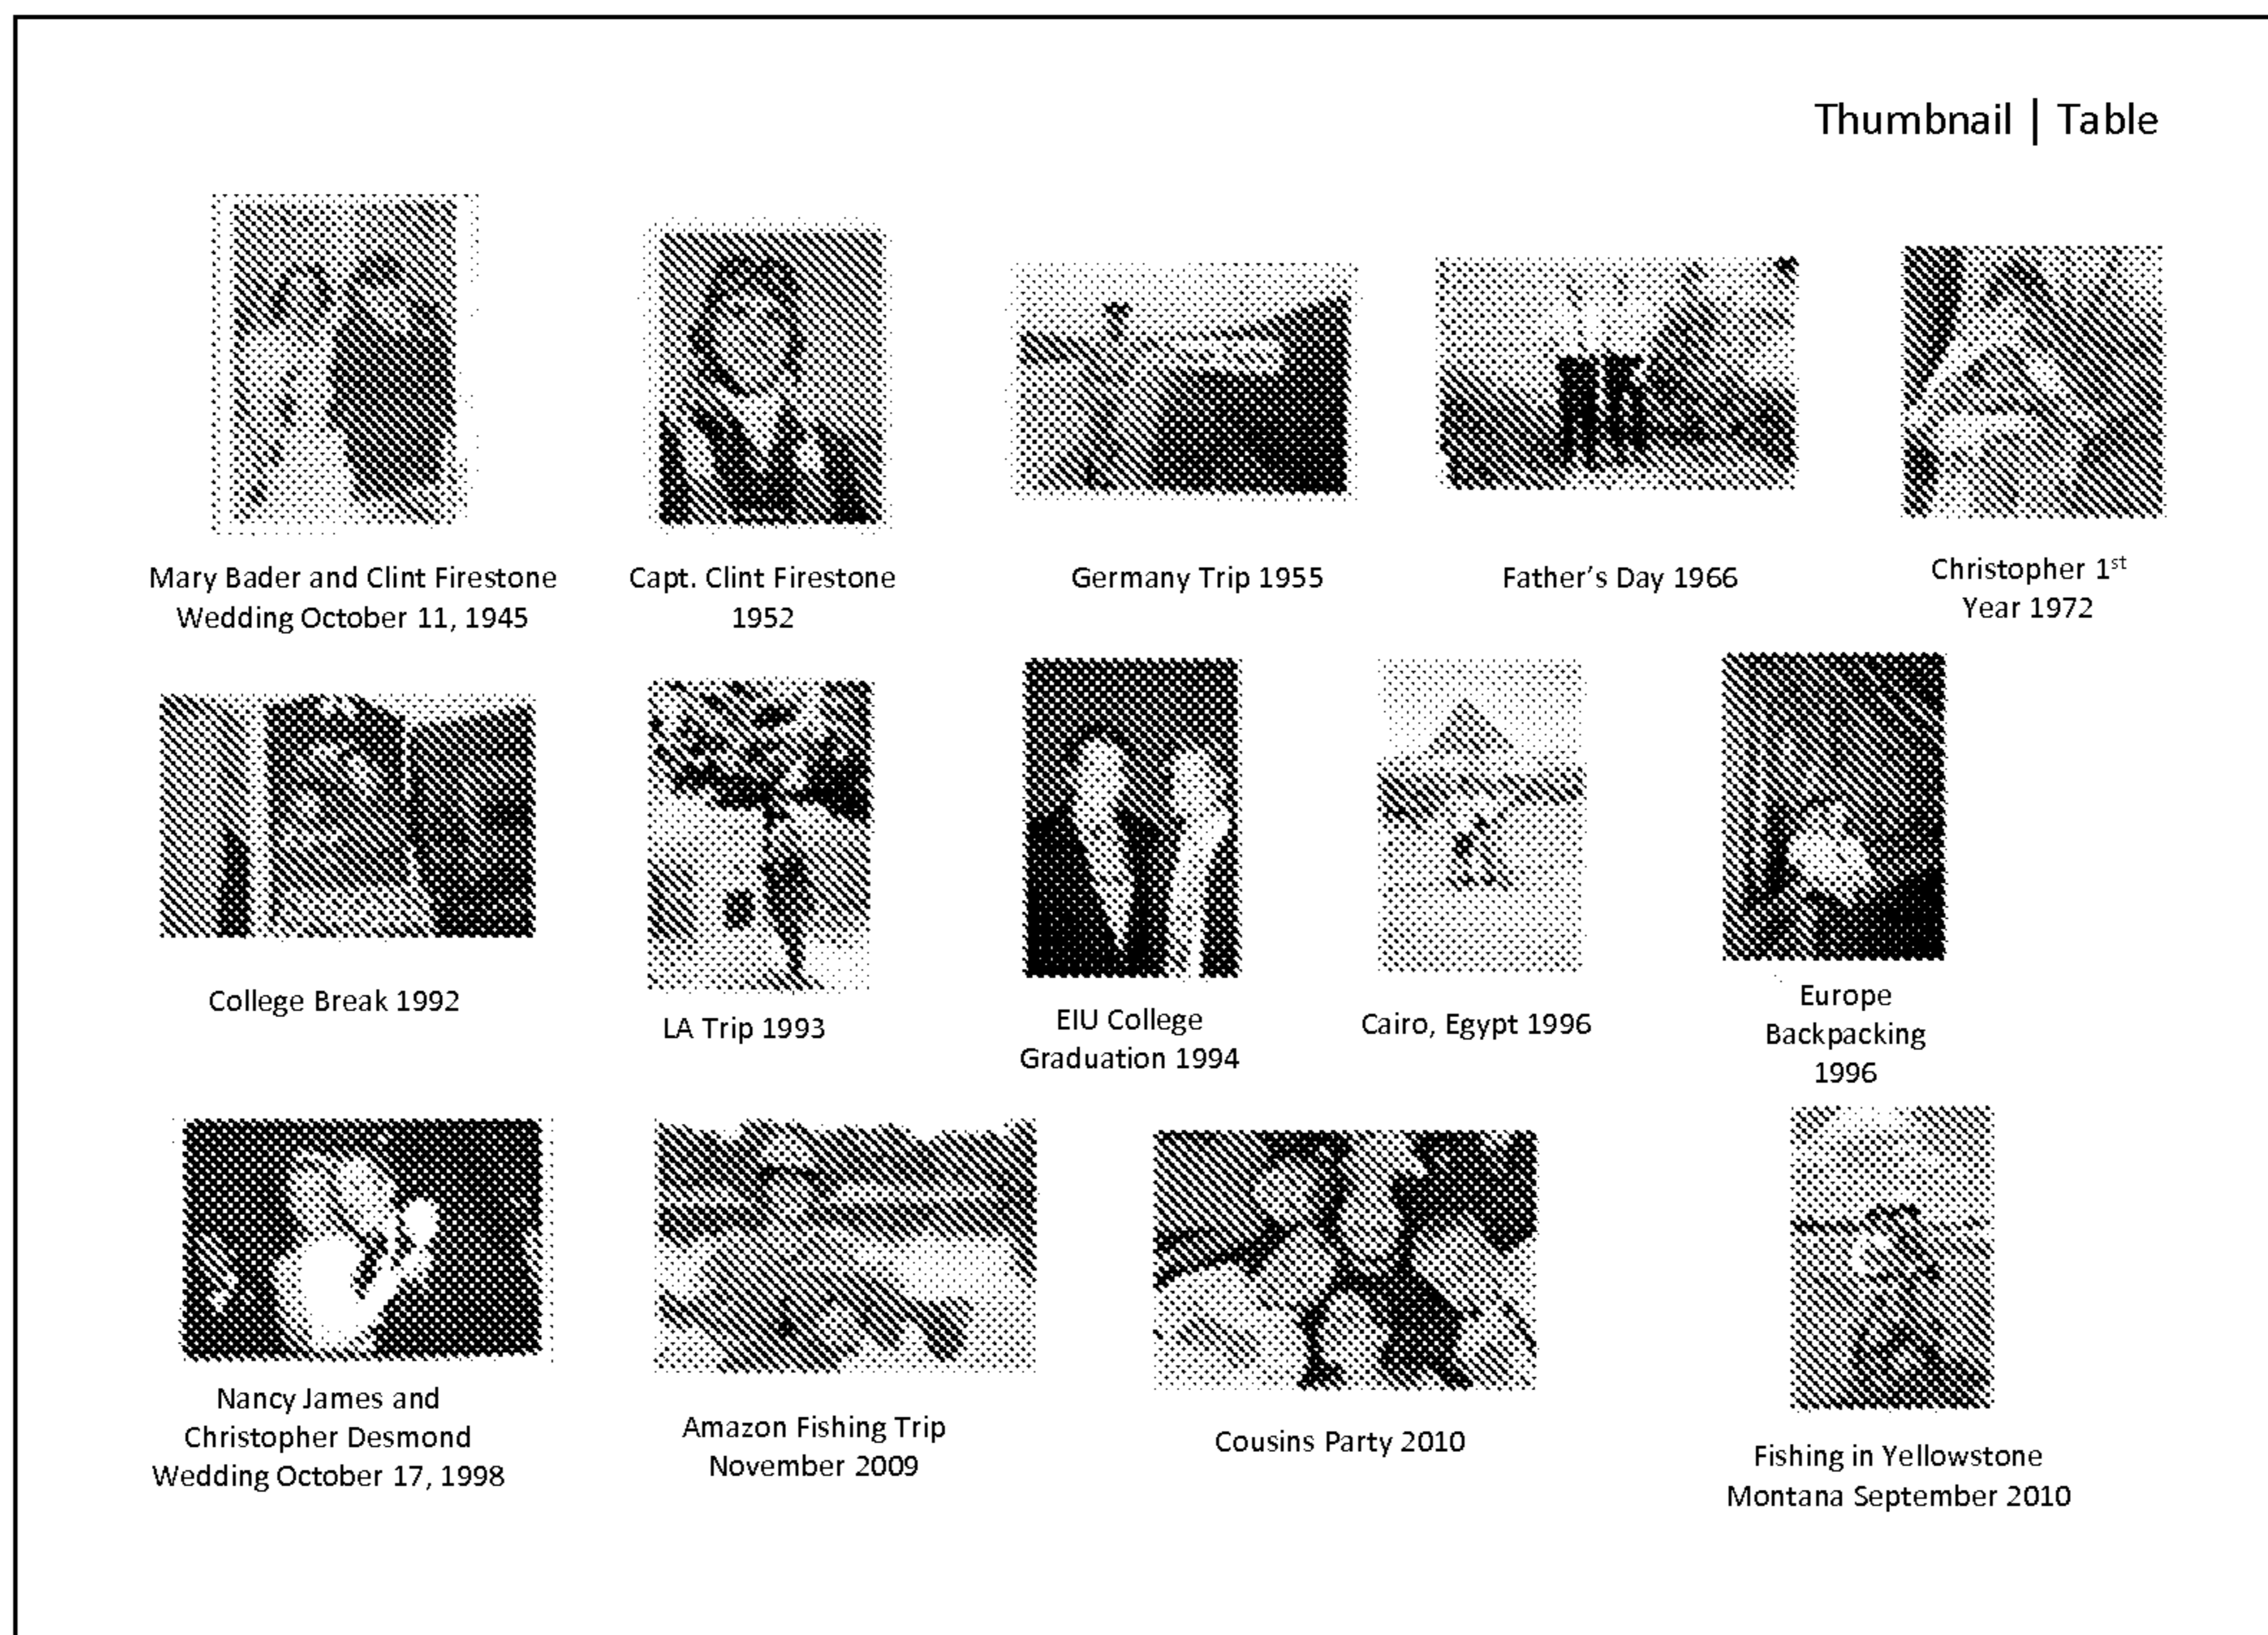 Thumbnail | Table
Mary Bader and Clint Firestone
Wedding October 11, 1945
Capt. Clint Firestone
1952
Germany Trip 1955
Father's Day 1966
Christopher 1st
Year 1972
College Break 1992
LA Trip 1993
EIU College
Graduation 1994
Cairo, Egypt 1996
Europe
Backpacking
1996
Nancy James and
Christopher Desmond
Wedding October 17, 1998
Amazon Fishing Trip
November 2009
Cousins Party 2010
Fishing in Yellowstone
Montana September 2010